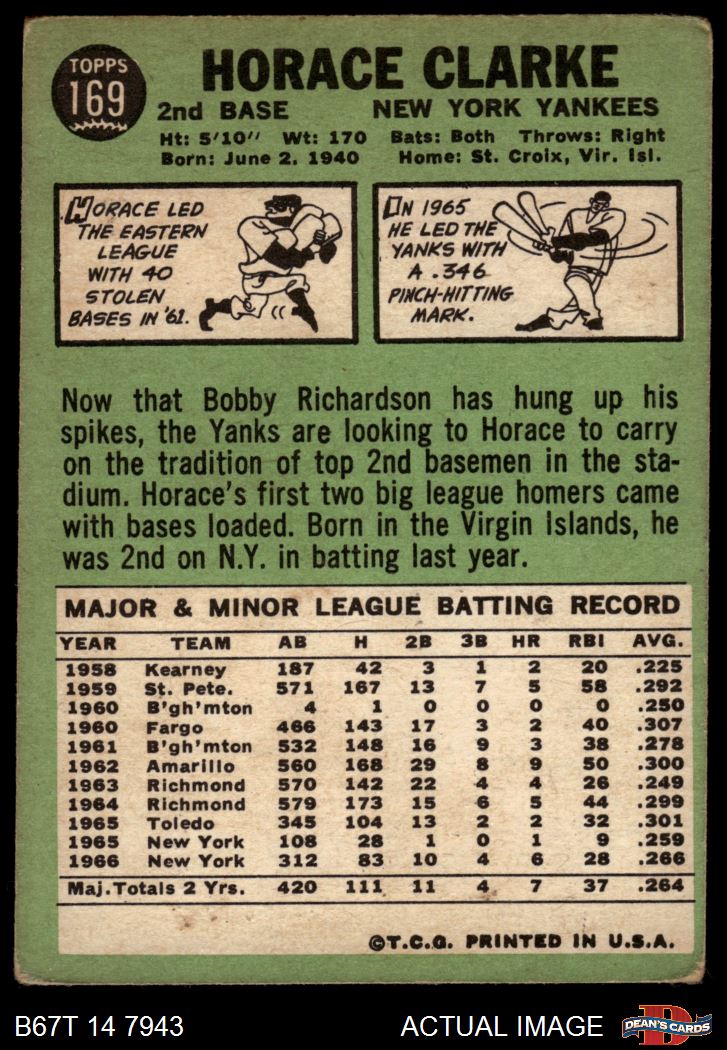 TOPPS
169
HORACE CLARKE
2nd BASE NEW YORK YANKEES
Ht: 5'10" Wt: 170 Bats: Both Throws: Right
Born: June 2, 1940 Home: St. Croix, Vir. Isl.
HORACE LED
THE EASTERN
LEAGUE
WITH 40
STOLEN
BASES IN '61.
IN 1965
HE LED THE
YANKS WITH
A .346
PINCH-HITTING
MARK.
Now that Bobby Richardson has hung up his
spikes, the Yanks are looking to Horace to carry
on the tradition of top 2nd basemen in the sta-
dium. Horace's first two big league homers came
with bases loaded. Born in the Virgin Islands, he
was 2nd on N.Y. in batting last year.
MAJOR & MINOR LEAGUE BATTING RECORD
YEAR TEAM AB H 2B 3B HR RBI AVG.
1958 Kearney 187 42 3 1 2 20 .225
1959 St. Pete. 571 167 13 7 5 58 .292
1960 B'gh'mton 4 1 0 0 0 0 .250
1960 Fargo 466 143 17 3 2 40 .307
1961 B'gh'mton 532 148 16 9 3 38 .278
1962 Amarillo 560 168 29 8 9 50 .300
1963 Richmond 570 142 22 4 4 26 .249
1964 Richmond 579 173 15 6 5 44 .299
1965 Toledo 345 104 13 2 2 32 .301
1965 New York 108 28 1 0 1 9 .259
1966 New York 312 83 10 4 6 28 .266
Maj. Totals 2 Yrs. 420 111 11 4 7 37 .264
©T.C.G. PRINTED IN U.S.A.
B67T 14 7943 ACTUAL IMAGE
D
DEAN'S CARDS